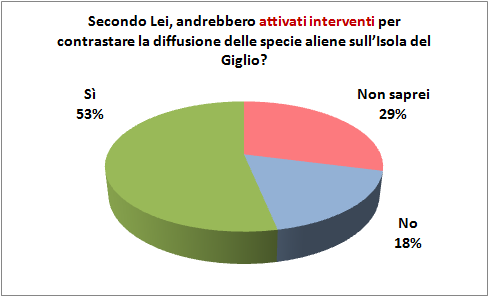 Secondo Lei, andrebbero attivati interventi per
contrastare la diffusione delle specie aliene sull'Isola del
Giglio?
Sì
53%
Non saprei
29%
No
18%